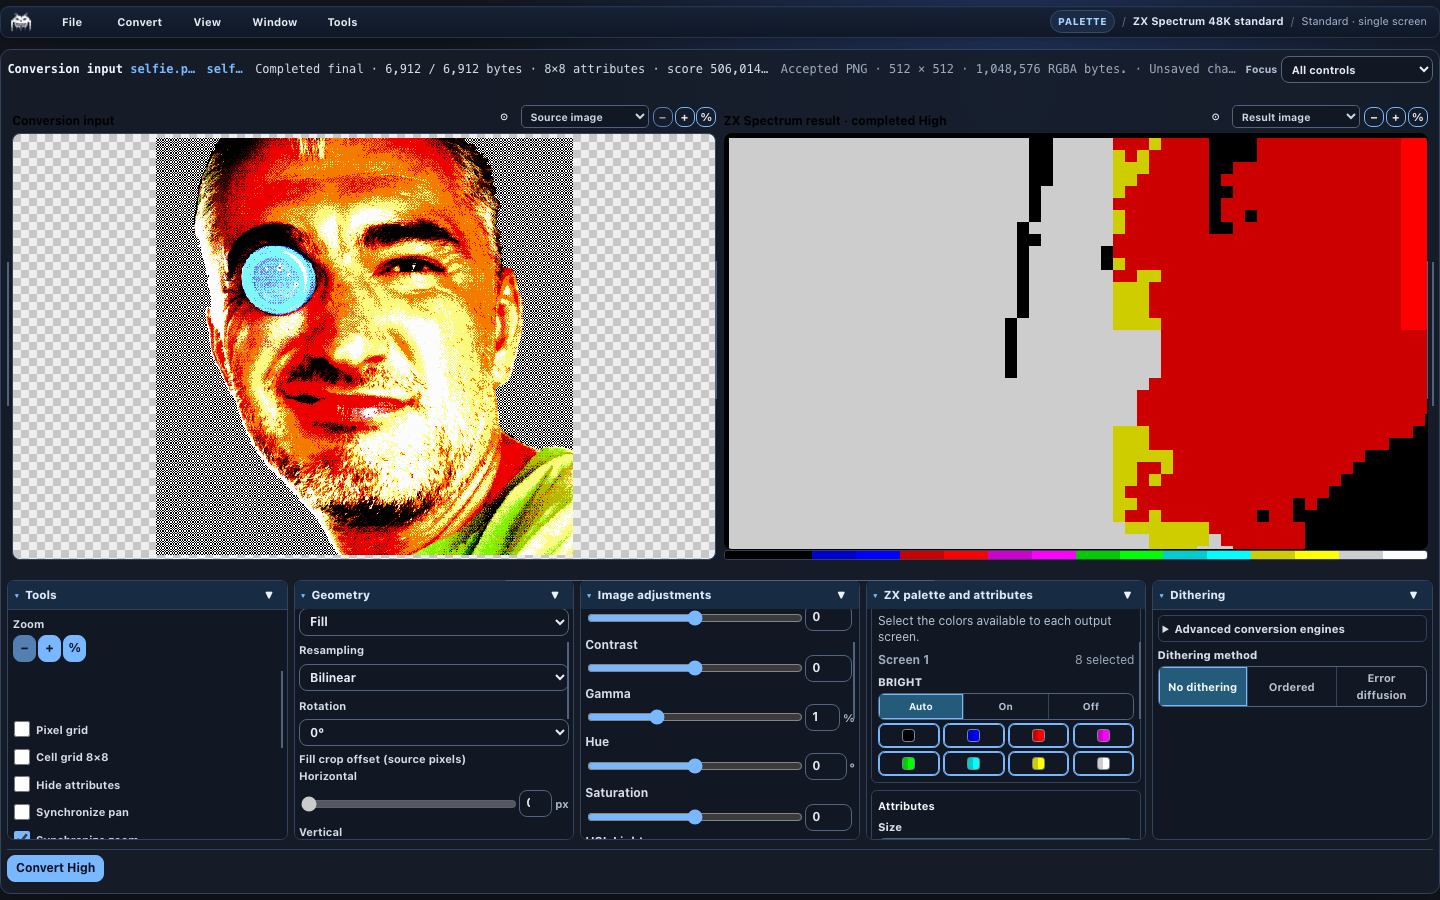 File Convert View Window Tools PALETTE / ZX Spectrum 48K standard / Standard · single screen
Conversion input selfie.p… self… Completed final · 6,912 / 6,912 bytes · 8×8 attributes · score 506,014… Accepted PNG · 512 × 512 · 1,048,576 RGBA bytes. · Unsaved cha… Focus All controls
Conversion input Source image − + % ZX Spectrum result · completed High Result image − + %
Tools
Zoom
− + %
Pixel grid
Cell grid 8×8
Hide attributes
Synchronize pan
Synchronize zoom
Geometry
Fill
Resampling
Bilinear
Rotation
0°
Fill crop offset (source pixels)
Horizontal
px
Vertical
Image adjustments
0
Contrast
0
Gamma
1 %
Hue
0 °
Saturation
0
ZX palette and attributes
Select the colors available to each output
screen.
Screen 1 8 selected
BRIGHT
Auto On Off
Attributes
Size
Dithering
Advanced conversion engines
Dithering method
No dithering Ordered Error
diffusion
Convert High